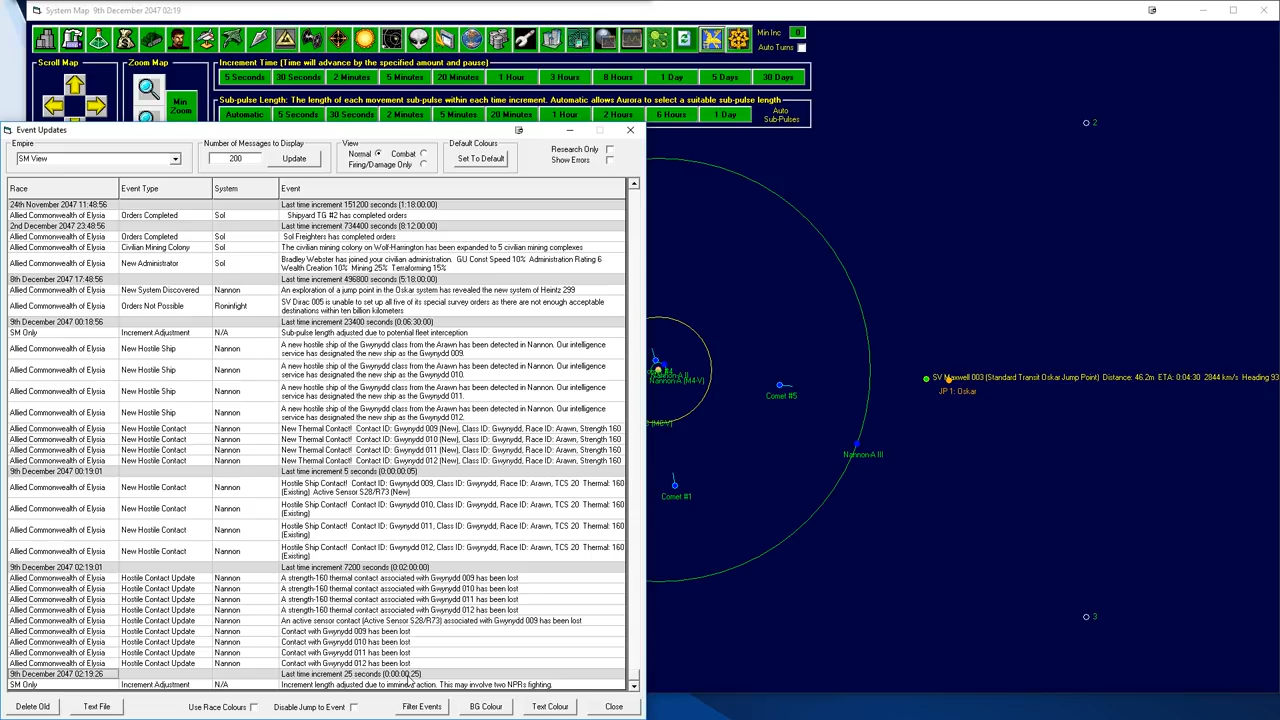 System Map 9th December 2047 02:19
Min Inc 0
Auto Turns
Scroll Map
Zoom Map
Min Zoom
Increment Time (Time will advance by the specified amount and pause)
5 Seconds 30 Seconds 2 Minutes 5 Minutes 20 Minutes 1 Hour 3 Hours 8 Hours 1 Day 5 Days 30 Days
Sub-pulse Length: The length of each movement sub-pulse within each time increment. Automatic allows Aurora to select a suitable sub-pulse length
Automatic 5 Seconds 30 Seconds 2 Minutes 5 Minutes 20 Minutes 1 Hour 2 Hours 6 Hours 1 Day Auto Sub-Pulses
Event Updates
Empire
SM View
Number of Messages to Display
200 Update
View
Normal Combat
Firing/Damage Only
Default Colours
Set To Default
Research Only
Show Errors
Race Event Type System Event
24th November 2047 11:48:56 Last time increment 151200 seconds (1:18:00:00)
Allied Commonwealth of Elysia Orders Completed Sol Shipyard TG #2 has completed orders
2nd December 2047 23:48:56 Last time increment 734400 seconds (8:12:00:00)
Allied Commonwealth of Elysia Orders Completed Sol Sol Freighters has completed orders
Allied Commonwealth of Elysia Civilian Mining Colony Sol The civilian mining colony on Wolf-Harrington has been expanded to 5 civilian mining complexes
Allied Commonwealth of Elysia New Administrator Sol Bradley Webster has joined your civilian administration. GU Const Speed 10% Administration Rating 6
Wealth Creation 10% Mining 25% Terraforming 15%
8th December 2047 17:48:56 Last time increment 496800 seconds (5:18:00:00)
Allied Commonwealth of Elysia New System Discovered Nannon An exploration of a jump point in the Oskar system has revealed the new system of Heintz 299
Allied Commonwealth of Elysia Orders Not Possible Roninfight SV Dirac 005 is unable to set up all five of its special survey orders as there are not enough acceptable
destinations within ten billion kilometers
9th December 2047 00:18:56 Last time increment 23400 seconds (0:06:30:00)
SM Only Increment Adjustment N/A Sub-pulse length adjusted due to potential fleet interception
Allied Commonwealth of Elysia New Hostile Ship Nannon A new hostile ship of the Gwynydd class from the Arawn has been detected in Nannon. Our intelligence
service has designated the new ship as the Gwynydd 009.
Allied Commonwealth of Elysia New Hostile Ship Nannon A new hostile ship of the Gwynydd class from the Arawn has been detected in Nannon. Our intelligence
service has designated the new ship as the Gwynydd 010.
Allied Commonwealth of Elysia New Hostile Ship Nannon A new hostile ship of the Gwynydd class from the Arawn has been detected in Nannon. Our intelligence
service has designated the new ship as the Gwynydd 011.
Allied Commonwealth of Elysia New Hostile Ship Nannon A new hostile ship of the Gwynydd class from the Arawn has been detected in Nannon. Our intelligence
service has designated the new ship as the Gwynydd 012.
Allied Commonwealth of Elysia New Hostile Contact Nannon New Thermal Contact! Contact ID: Gwynydd 009 (New), Class ID: Gwynydd, Race ID: Arawn, Strength 160
Allied Commonwealth of Elysia New Hostile Contact Nannon New Thermal Contact! Contact ID: Gwynydd 010 (New), Class ID: Gwynydd, Race ID: Arawn, Strength 160
Allied Commonwealth of Elysia New Hostile Contact Nannon New Thermal Contact! Contact ID: Gwynydd 011 (New), Class ID: Gwynydd, Race ID: Arawn, Strength 160
Allied Commonwealth of Elysia New Hostile Contact Nannon New Thermal Contact! Contact ID: Gwynydd 012 (New), Class ID: Gwynydd, Race ID: Arawn, Strength 160
9th December 2047 00:19:01 Last time increment 5 seconds (0:00:00:05)
Allied Commonwealth of Elysia New Hostile Contact Nannon Hostile Ship Contact! Contact ID: Gwynydd 009, Class ID: Gwynydd, Race ID: Arawn, TCS 20 Thermal: 160
(Existing) Active Sensor S28/R73 (New)
Allied Commonwealth of Elysia New Hostile Contact Nannon Hostile Ship Contact! Contact ID: Gwynydd 010, Class ID: Gwynydd, Race ID: Arawn, TCS 20 Thermal: 160
(Existing)
Allied Commonwealth of Elysia New Hostile Contact Nannon Hostile Ship Contact! Contact ID: Gwynydd 011, Class ID: Gwynydd, Race ID: Arawn, TCS 20 Thermal: 160
(Existing)
Allied Commonwealth of Elysia New Hostile Contact Nannon Hostile Ship Contact! Contact ID: Gwynydd 012, Class ID: Gwynydd, Race ID: Arawn, TCS 20 Thermal: 160
(Existing)
9th December 2047 02:19:01 Last time increment 7200 seconds (0:02:00:00)
Allied Commonwealth of Elysia Hostile Contact Update Nannon A strength-160 thermal contact associated with Gwynydd 009 has been lost
Allied Commonwealth of Elysia Hostile Contact Update Nannon A strength-160 thermal contact associated with Gwynydd 010 has been lost
Allied Commonwealth of Elysia Hostile Contact Update Nannon A strength-160 thermal contact associated with Gwynydd 011 has been lost
Allied Commonwealth of Elysia Hostile Contact Update Nannon A strength-160 thermal contact associated with Gwynydd 012 has been lost
Allied Commonwealth of Elysia Hostile Contact Update Nannon An active sensor contact (Active Sensor S28/R73) associated with Gwynydd 009 has been lost
Allied Commonwealth of Elysia Hostile Contact Update Nannon Contact with Gwynydd 009 has been lost
Allied Commonwealth of Elysia Hostile Contact Update Nannon Contact with Gwynydd 010 has been lost
Allied Commonwealth of Elysia Hostile Contact Update Nannon Contact with Gwynydd 011 has been lost
Allied Commonwealth of Elysia Hostile Contact Update Nannon Contact with Gwynydd 012 has been lost
9th December 2047 02:19:26 Last time increment 25 seconds (0:00:00:25)
SM Only Increment Adjustment N/A Increment length adjusted due to imminent action. This may involve two NPRs fighting.
Delete Old Text File Use Race Colours Disable Jump to Event Filter Events BG Colour Text Colour Close
2
SV Maxwell 003 (Standard Transit Oskar Jump Point) Distance: 46.2m ETA: 0:04:30 2844 km/s Heading 93
JP 1: Oskar
Nannon-A (M4-V)
Comet #5
Nannon-A III
Comet #1
3